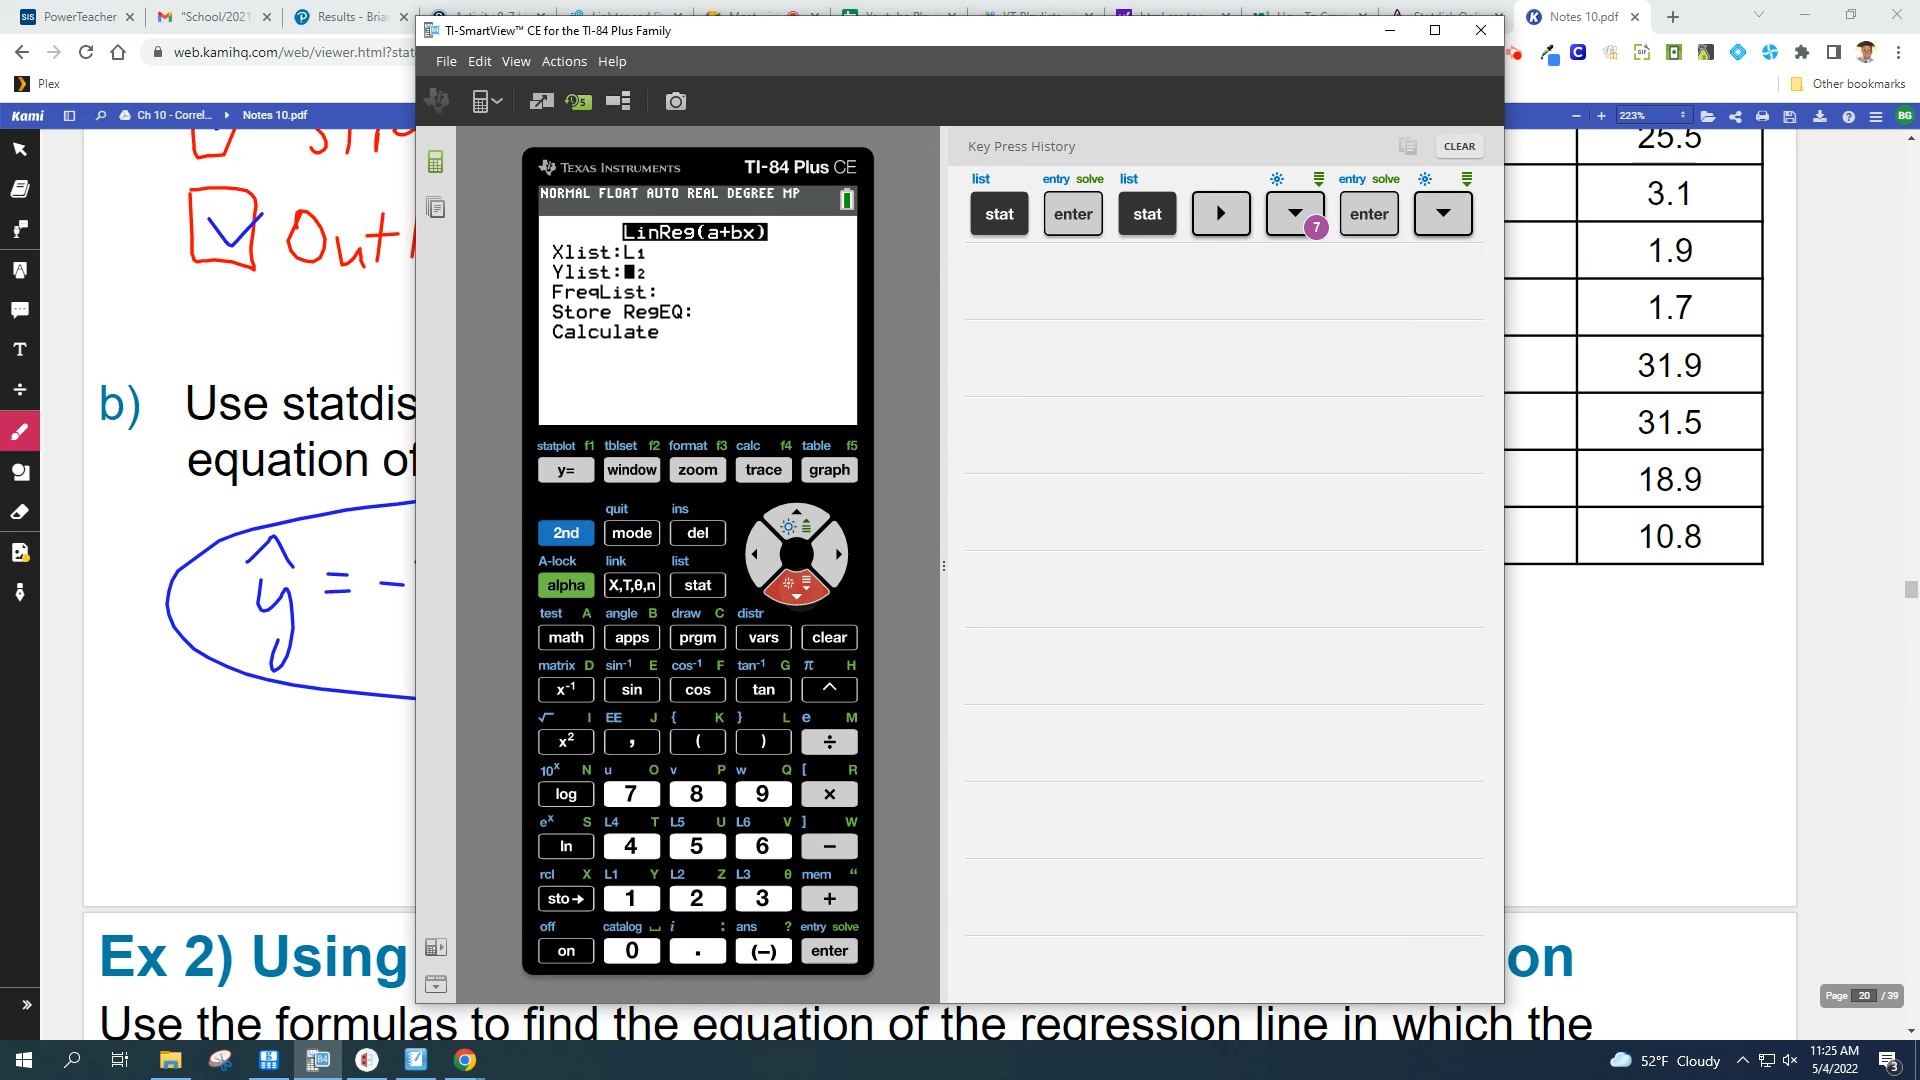 PowerTeacher
"School/2021
Results - Bria
Notes 10.pdf
web.kamihq.com/web/viewer.html?stat
Plex
Other bookmarks
Kami
Ch 10 - Correl...
Notes 10.pdf
223%
BG
TI-SmartView™ CE for the TI-84 Plus Family
File Edit View Actions Help
Key Press History
CLEAR
list entry solve list entry solve
stat enter stat 7 enter
TEXAS INSTRUMENTS TI-84 Plus CE
NORMAL FLOAT AUTO REAL DEGREE MP
LinReg(a+bx)
Xlist:L1
Ylist: 2
FreqList:
Store RegEQ:
Calculate
statplot f1 tblset f2 format f3 calc f4 table f5
y= window zoom trace graph
quit ins
2nd mode del
A-lock link list
alpha X,T,θ,n stat
test A angle B draw C distr
math apps prgm vars clear
matrix D sin-1 E cos-1 F tan-1 G π H
x-1 sin cos tan ^
√ I EE J { K } L e M
x2 , ( ) ÷
10x N u O v P w Q [ R
log 7 8 9 ×
ex S L4 T L5 U L6 V ] W
ln 4 5 6 −
rcl X L1 Y L2 Z L3 θ mem "
sto→ 1 2 3 +
off catalog i : ans ? entry solve
on 0 . (−) enter
Outl
b) Use statdis
equation of
ŷ = -
25.5
3.1
1.9
1.7
31.9
31.5
18.9
10.8
Ex 2) Using
on
Use the formulas to find the equation of the regression line in which the
Page 20 / 39
52°F Cloudy
11:25 AM
5/4/2022
3